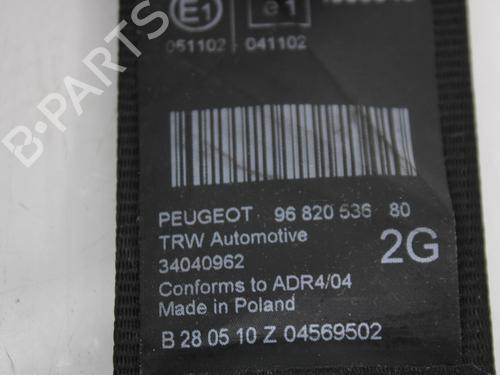 E1 e1
051102 041102
PEUGEOT 96 820 536 80
TRW Automotive 2G
34040962
Conforms to ADR4/04
Made in Poland
B 28 05 10 Z 04569502
B-PARTS